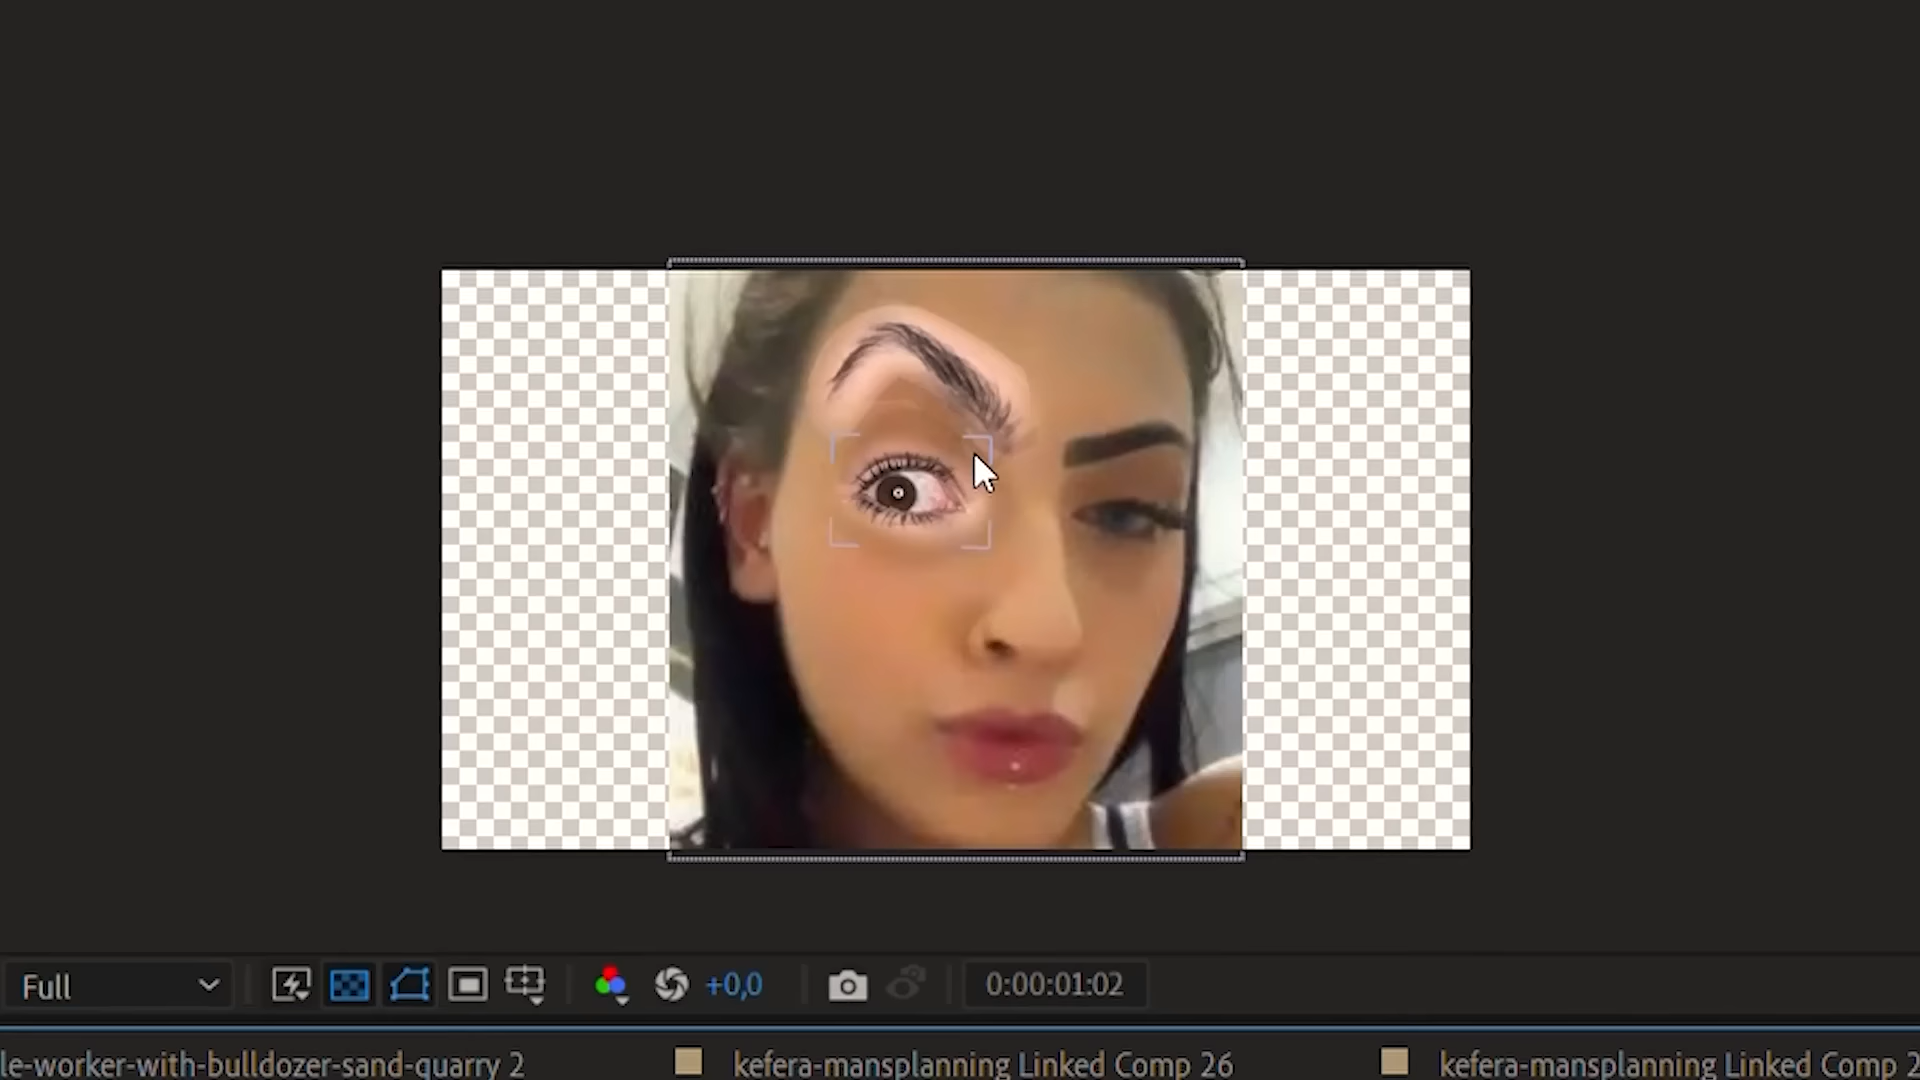 Full
+0,0
0:00:01:02
le-worker-with-bulldozer-sand-quarry 2
kefera-mansplanning Linked Comp 26
kefera-mansplanning Linked Comp 2